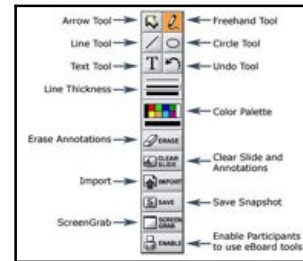 Arrow Tool
Freehand Tool
Line Tool
Circle Tool
Text Tool
T
Undo Tool
Line Thickness
Color Palette
Erase Annotations
ERASE
CLEAR SLIDE
Clear Slide and
Annotations
Import
IMPORT
S SAVE
Save Snapshot
ScreenGrab
SCREEN GRAB
ENABLE
Enable Participants
to use eBoard tools